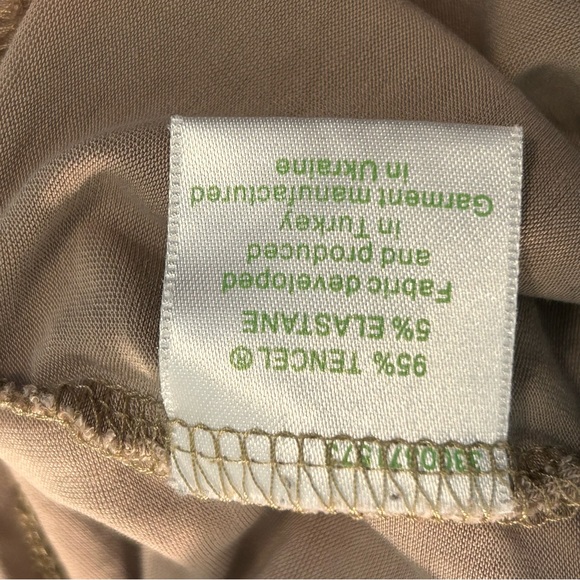 95% TENCEL®
5% ELASTANE
Fabric developed
and produced
in Turkey
Garment manufactured
in Ukraine